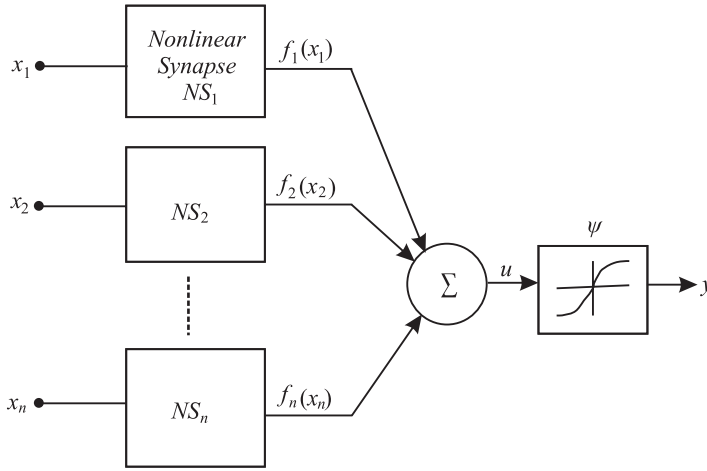 Nonlinear
Synapse
NS₁
x₁
f₁(x₁)
x₂
NS₂
f₂(x₂)
ψ
Σ
u
y
xₙ
NSₙ
fₙ(xₙ)